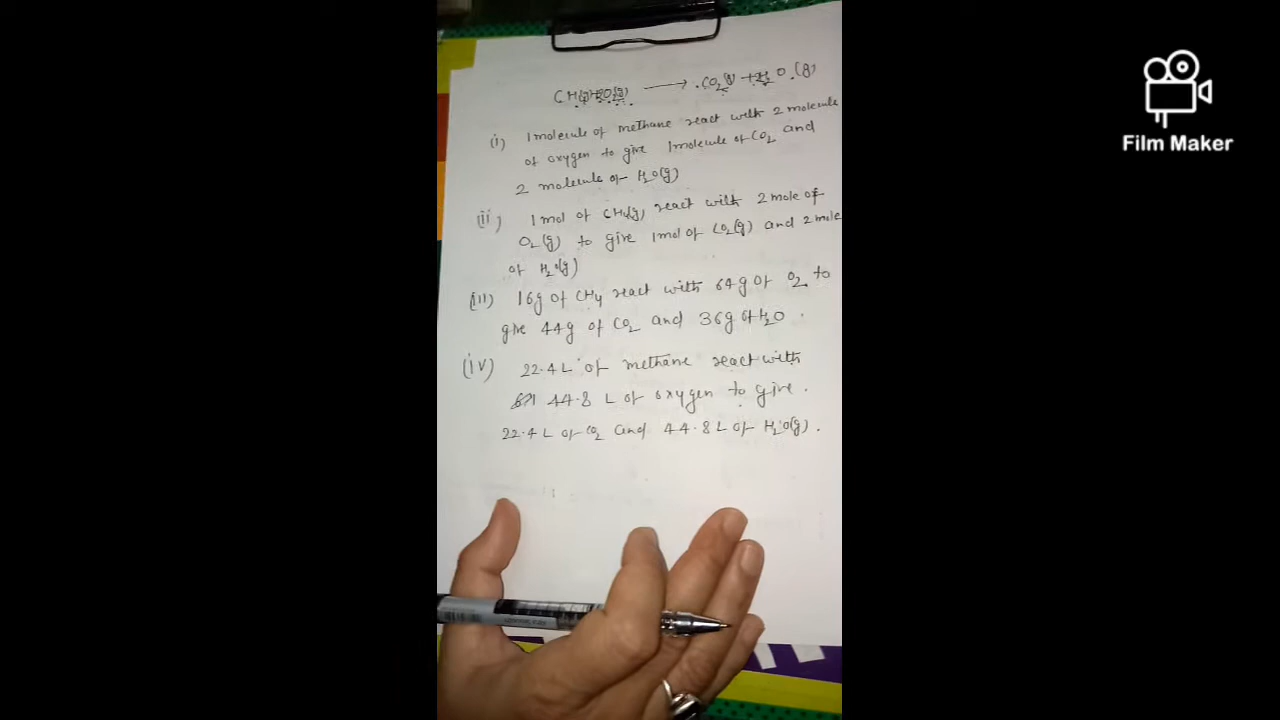 CH4(g)+2O2(g) → CO2(g) + 2H2O (g)
(i) 1 molecule of methane react with 2 molecule
of oxygen to give 1 molecule of CO2 and
2 molecule of H2O(g)
(ii) 1 mol of CH4(g) react with 2 mole of
O2(g) to give 1 mol of CO2(g) and 2 mole
of H2O(g)
(iii) 16g of CH4 react with 64g of O2 to
give 44g of CO2 and 36g of H2O .
(iv) 22.4 L of methane react with
44.8 L of oxygen to give .
22.4 L of CO2 and 44.8 L of H2O(g) .
Film Maker